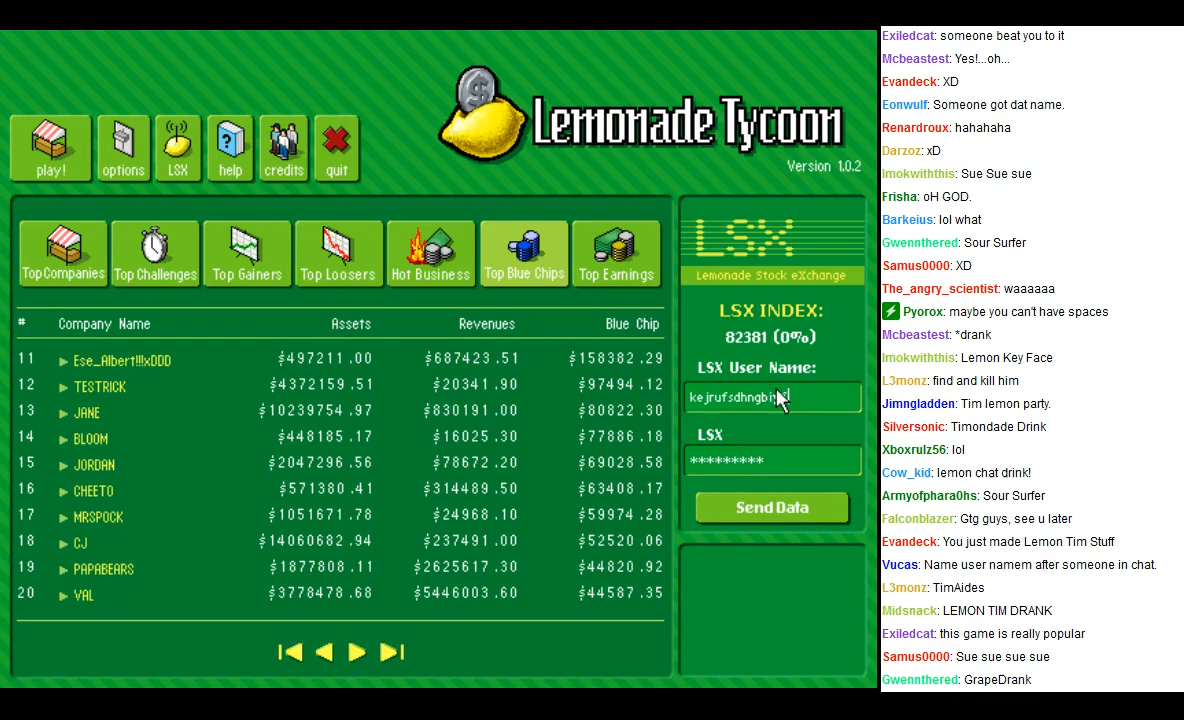 Lemonade Tycoon
Version 1.0.2
play!
options
LSX
help
credits
quit
Top Companies
Top Challenges
Top Gainers
Top Loosers
Hot Business
Top Blue Chips
Top Earnings
# Company Name Assets Revenues Blue Chip
11 Ese_Albert!!!xDDD $497211.00 $687423.51 $158382.29
12 TESTRICK $4372159.51 $20341.90 $97494.12
13 JANE $10239754.97 $830191.00 $80822.30
14 BLOOM $448185.17 $16025.30 $77886.18
15 JORDAN $2047296.56 $78672.20 $69028.58
16 CHEETO $571380.41 $314489.50 $63408.17
17 MRSPOCK $1051671.78 $24968.10 $59974.28
18 CJ $14060682.94 $237491.00 $52520.06
19 PAPABEARS $1877808.11 $2625617.30 $44820.92
20 VAL $3778478.68 $5446003.60 $44587.35
LSX
Lemonade Stock eXchange
LSX INDEX:
82381 (0%)
LSX User Name:
LSX
*********
Send Data
Exiledcat: someone beat you to it
Mcbeastest: Yes!...oh...
Evandeck: XD
Eonwulf: Someone got dat name.
Renardroux: hahahaha
Darzoz: xD
Imokwiththis: Sue Sue sue
Frisha: oH GOD.
Barkeius: lol what
Gwennthered: Sour Surfer
Samus0000: XD
The_angry_scientist: waaaaaa
Pyorox: maybe you can't have spaces
Mcbeastest: *drank
Imokwiththis: Lemon Key Face
L3monz: find and kill him
Jimngladden: Tim lemon party.
Silversonic: Timondade Drink
Xboxrulz56: lol
Cow_kid: lemon chat drink!
Armyofphara0hs: Sour Surfer
Falconblazer: Gtg guys, see u later
Evandeck: You just made Lemon Tim Stuff
Vucas: Name user namem after someone in chat.
L3monz: TimAides
Midsnack: LEMON TIM DRANK
Exiledcat: this game is really popular
Samus0000: Sue sue sue sue
Gwennthered: GrapeDrank